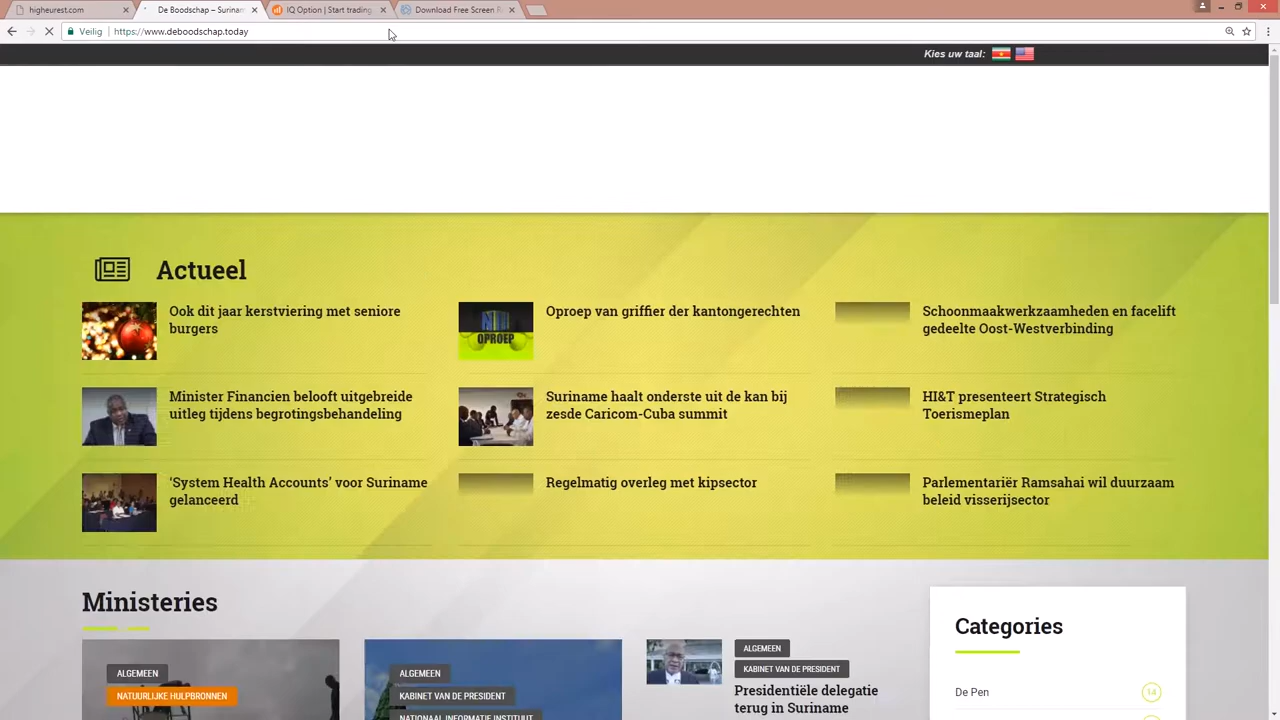 higheurest.com
De Boodschap – Surinam
IQ Option | Start trading
Download Free Screen R
Veilig
https://www.deboodschap.today
Kies uw taal:
Actueel
Ook dit jaar kerstviering met seniore
burgers
Oproep van griffier der kantongerechten
OPROEP
Schoonmaakwerkzaamheden en facelift
gedeelte Oost-Westverbinding
Minister Financien belooft uitgebreide
uitleg tijdens begrotingsbehandeling
Suriname haalt onderste uit de kan bij
zesde Caricom-Cuba summit
HI&T presenteert Strategisch
Toerismeplan
‘System Health Accounts’ voor Suriname
gelanceerd
Regelmatig overleg met kipsector
Parlementariër Ramsahai wil duurzaam
beleid visserijsector
Ministeries
ALGEMEEN
NATUURLIJKE HULPBRONNEN
ALGEMEEN
KABINET VAN DE PRESIDENT
NATIONAAL INFORMATIE INSTITUUT
ALGEMEEN
KABINET VAN DE PRESIDENT
Presidentiële delegatie
terug in Suriname
Categories
De Pen
14